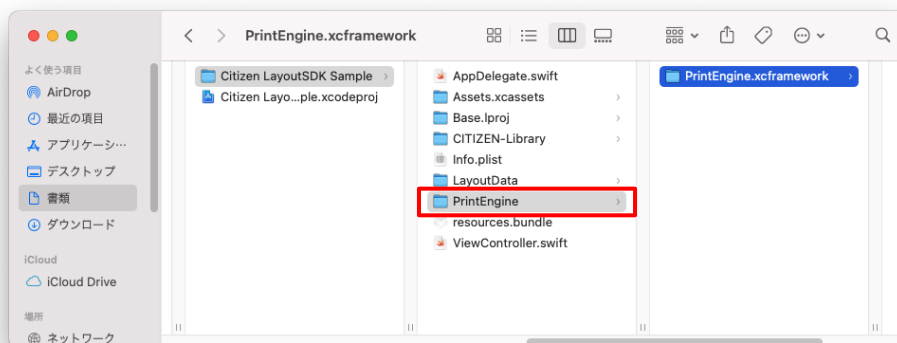 PrintEngine.xcframework
よく使う項目
AirDrop
最近の項目
アプリケーシ…
デスクトップ
書類
ダウンロード
iCloud
iCloud Drive
場所
ネットワーク
Citizen LayoutSDK Sample
Citizen Layo...ple.xcodeproj
AppDelegate.swift
Assets.xcassets
Base.lproj
CITIZEN-Library
Info.plist
LayoutData
PrintEngine
resources.bundle
ViewController.swift
PrintEngine.xcframework